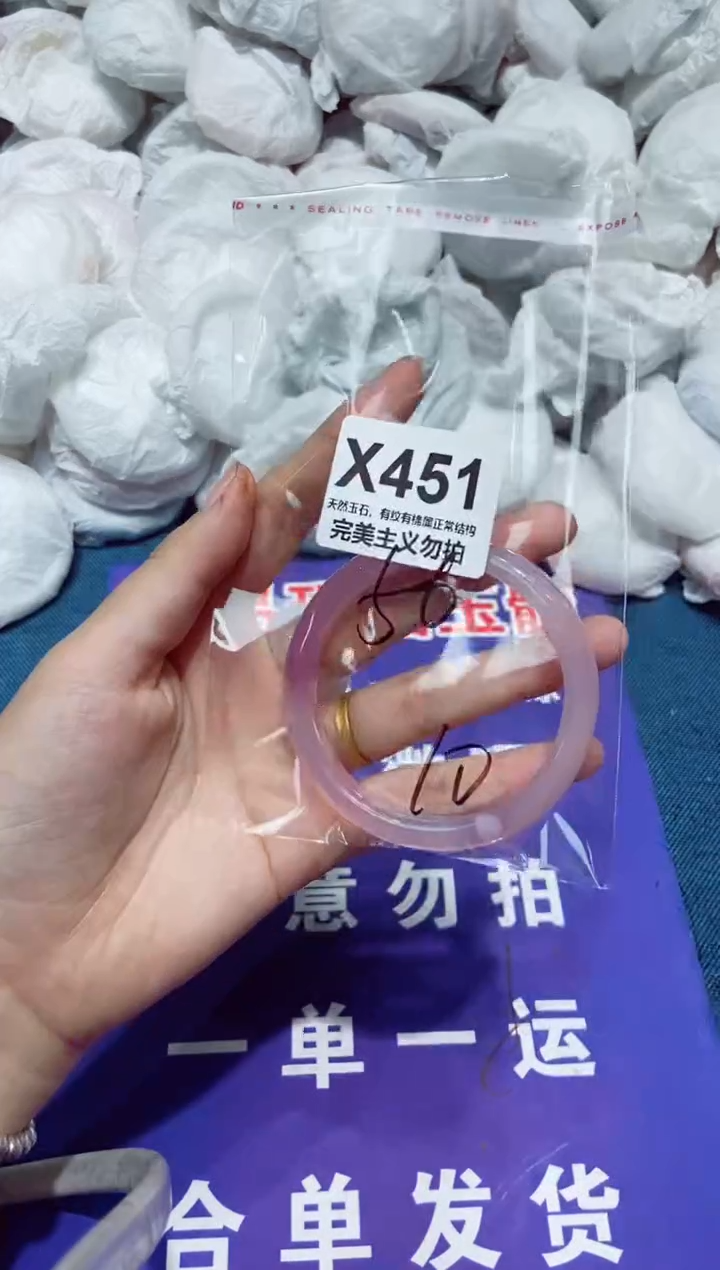 SEALING TAPE REMOVE LINER
EXPOSE
X451
天然玉石，有纹有棉属正常结构
完美主义勿拍
56
10
意勿拍
一单一运
合单发货